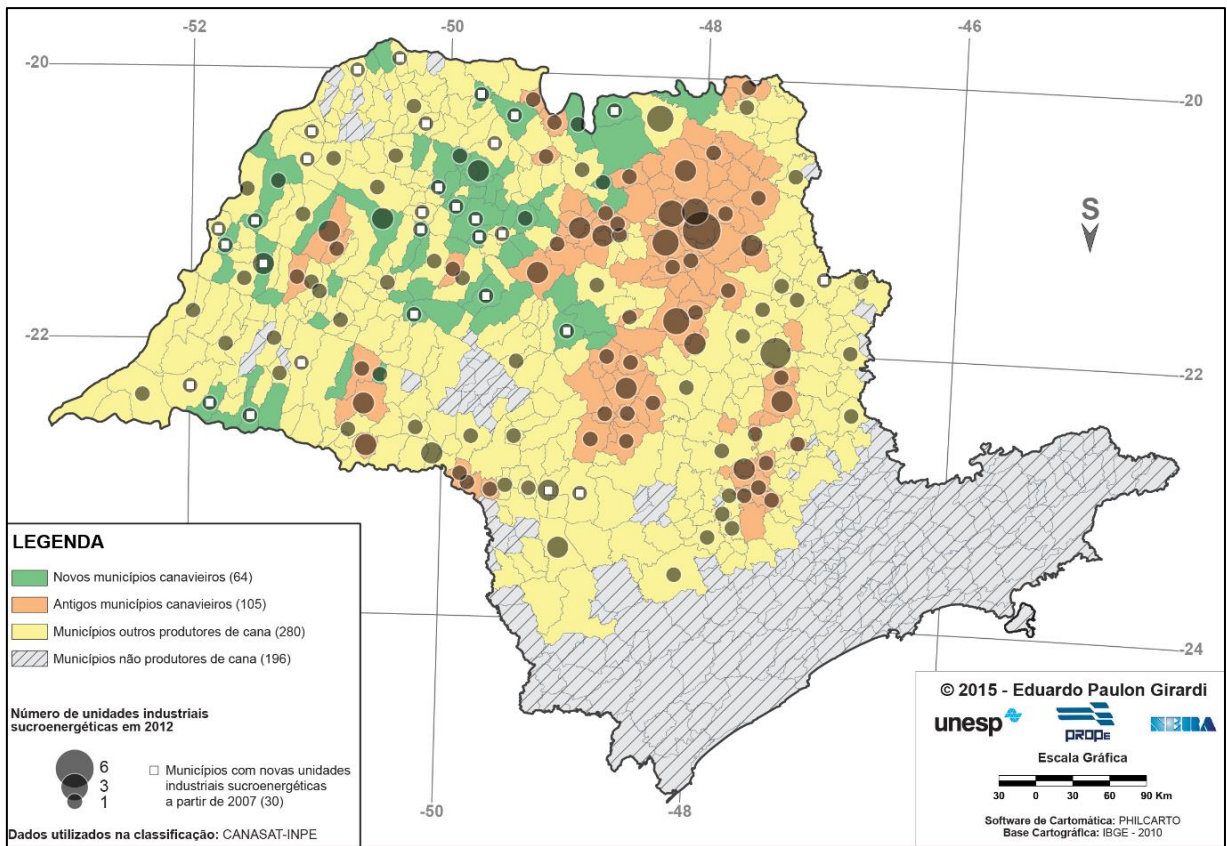 -52
-50
-48
-46
-20
-20
S
-22
-22
-24
-50
-48
LEGENDA
Novos municípios canavieiros (64)
Antigos municípios canavieiros (105)
Municípios outros produtores de cana (280)
Municípios não produtores de cana (196)
Número de unidades industriais
sucroenergéticas em 2012
6
3
1
Municípios com novas unidades
industriais sucroenergéticas
a partir de 2007 (30)
Dados utilizados na classificação: CANASAT-INPE
© 2015 - Eduardo Paulon Girardi
unesp
PROPe
NERA
Escala Gráfica
30 0 30 60 90 Km
Software de Cartomática: PHILCARTO
Base Cartográfica: IBGE - 2010